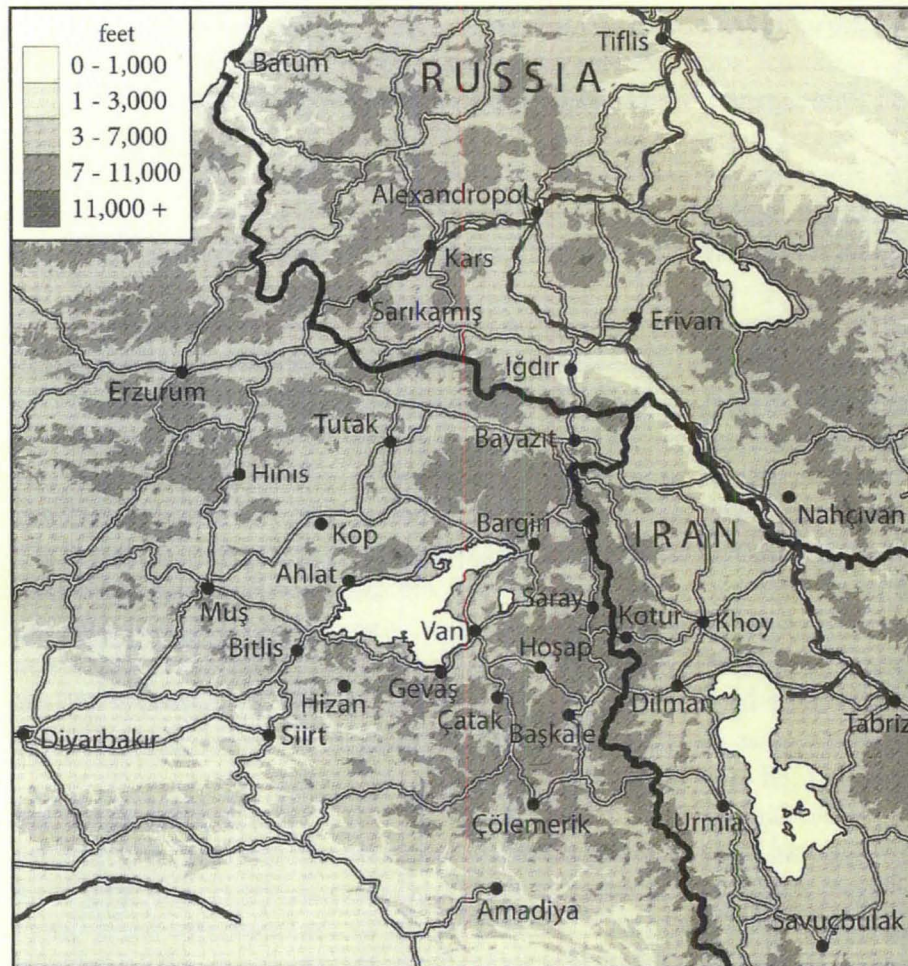 feet
0 - 1,000
1 - 3,000
3 - 7,000
7 - 11,000
11,000 +
Batum
Tiflis
RUSSIA
Alexandropol
Kars
Sarıkamış
Erivan
Iğdır
Erzurum
Tutak
Bayazıt
Hınıs
Nahçıvan
Kop
Bargiri
IRAN
Ahlat
Muş
Saray
Kotur
Khoy
Van
Bitlis
Hoşap
Gevaş
Hizan
Çatak
Dilman
Tabriz
Başkale
Diyarbakır
Siirt
Çölemerik
Urmia
Amadiya
Savuçbulak